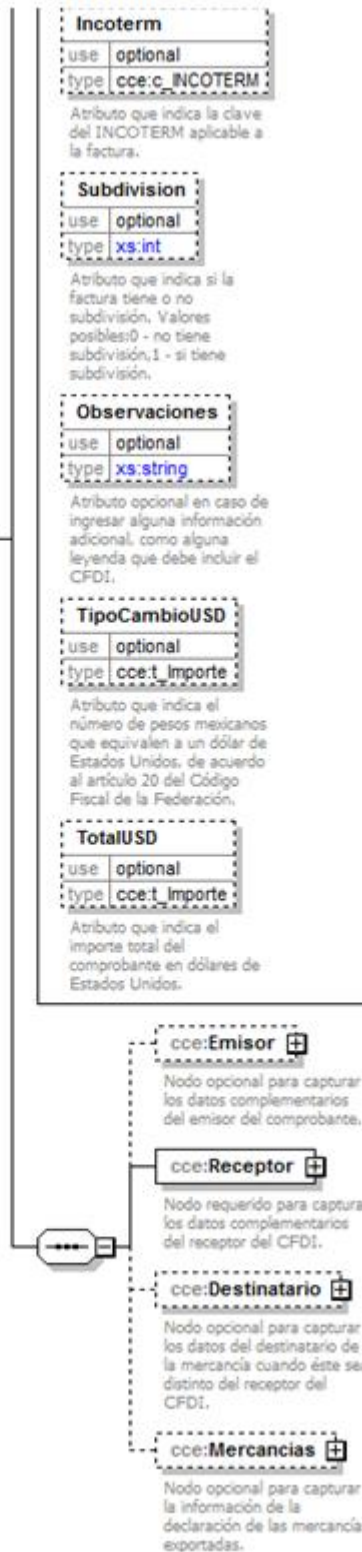 Incoterm
use optional
type cce:c_INCOTERM
Atributo que indica la clave
del INCOTERM aplicable a
la factura.
Subdivision
use optional
type xs:int
Atributo que indica si la
factura tiene o no
subdivisión. Valores
posibles:0 - no tiene
subdivisión,1 - si tiene
subdivisión.
Observaciones
use optional
type xs:string
Atributo opcional en caso de
ingresar alguna información
adicional, como alguna
leyenda que debe incluir el
CFDI.
TipoCambioUSD
use optional
type cce:t_Importe
Atributo que indica el
número de pesos mexicanos
que equivalen a un dólar de
Estados Unidos, de acuerdo
al artículo 20 del Código
Fiscal de la Federación.
TotalUSD
use optional
type cce:t_Importe
Atributo que indica el
importe total del
comprobante en dólares de
Estados Unidos.
cce:Emisor
Nodo opcional para capturar
los datos complementarios
del emisor del comprobante.
cce:Receptor
Nodo requerido para captura
los datos complementarios
del receptor del CFDI.
cce:Destinatario
Nodo opcional para capturar
los datos del destinatario de
la mercancía cuando éste sea
distinto del receptor del
CFDI.
cce:Mercancias
Nodo opcional para capturar
la información de la
declaración de las mercancía
exportadas.